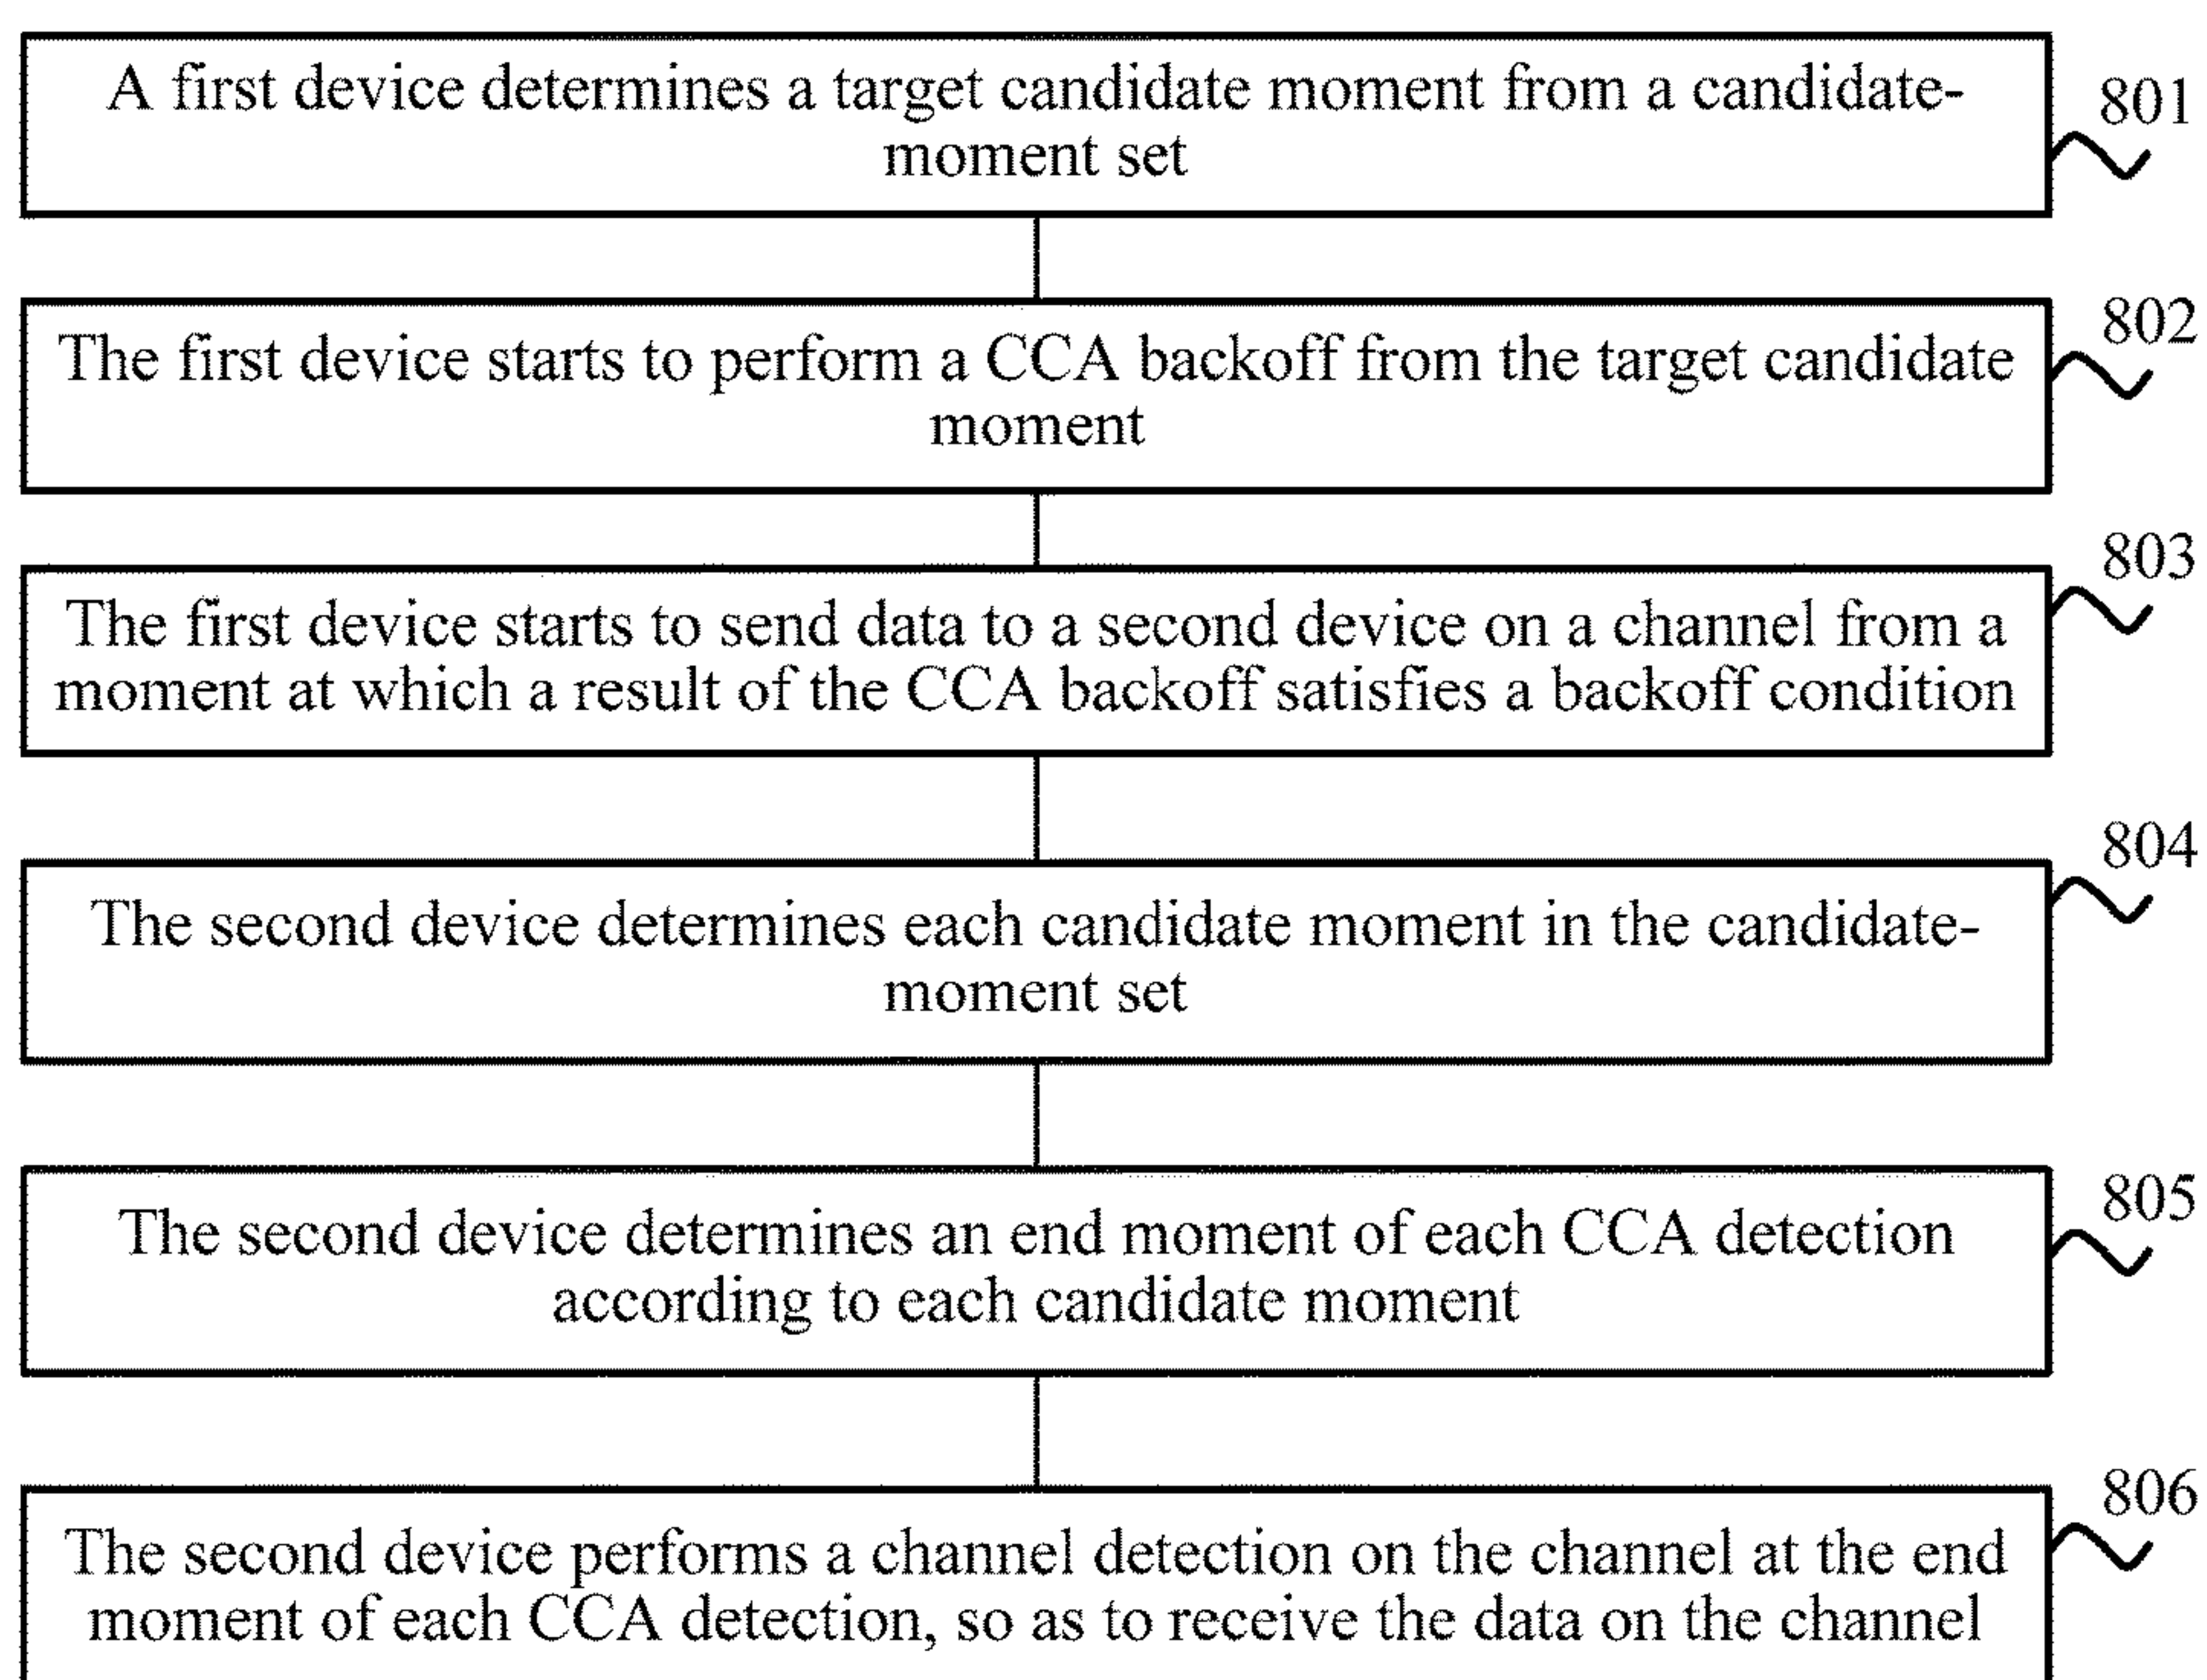 A first device determines a target candidate moment from a candidate-
moment set
801
The first device starts to perform a CCA backoff from the target candidate
moment
802
The first device starts to send data to a second device on a channel from a
moment at which a result of the CCA backoff satisfies a backoff condition
803
The second device determines each candidate moment in the candidate-
moment set
804
The second device determines an end moment of each CCA detection
according to each candidate moment
805
The second device performs a channel detection on the channel at the end
moment of each CCA detection, so as to receive the data on the channel
806